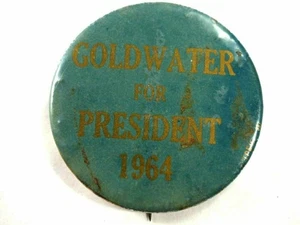 GOLDWATER
FOR
PRESIDENT
1964